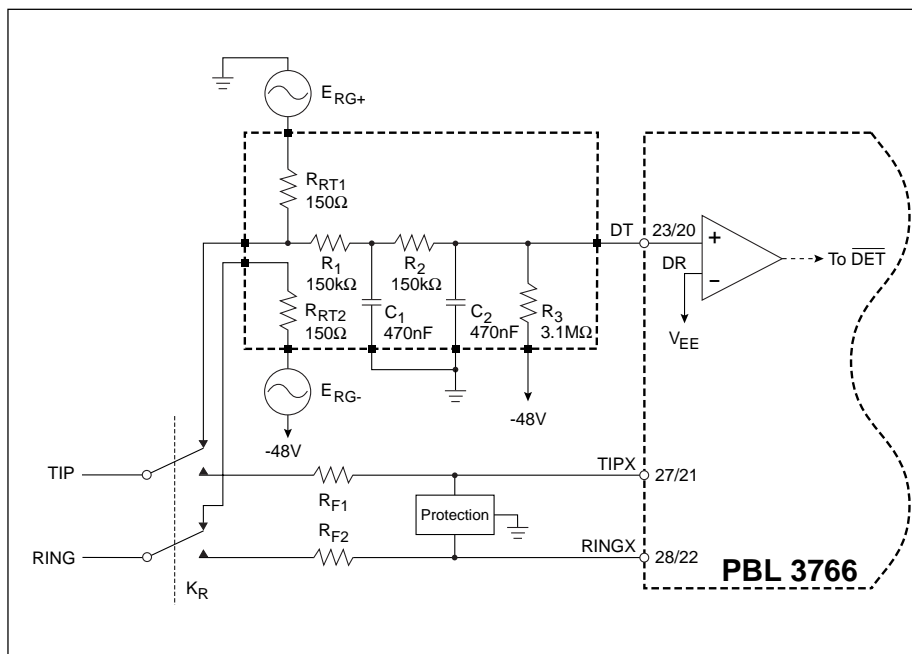 E_RG+
R_RT1
150Ω
DT
23/20
+
To D̅E̅T̅
R_1
150kΩ
R_2
150kΩ
DR
−
R_RT2
150Ω
C_1
470nF
C_2
470nF
R_3
3.1MΩ
V_EE
E_RG-
-48V
-48V
TIP
TIPX
27/21
R_F1
Protection
R_F2
RING
RINGX
28/22
K_R
PBL 3766